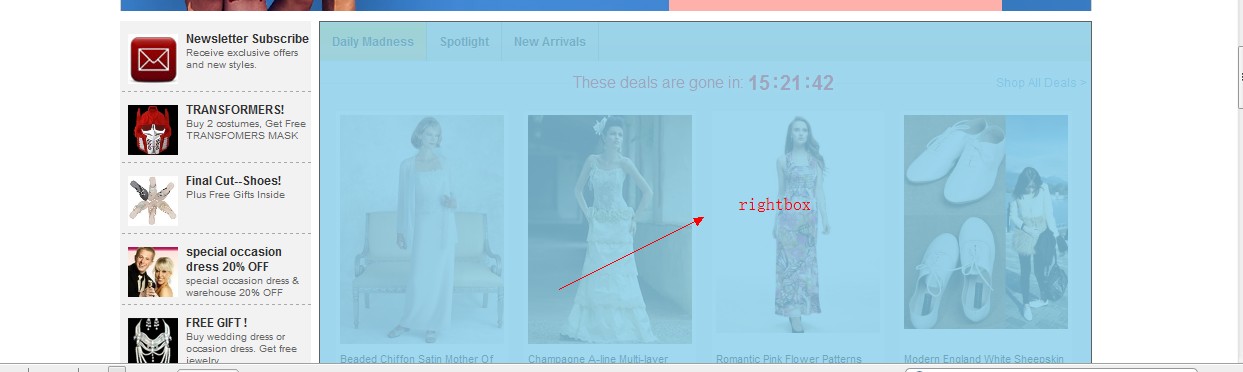 Newsletter Subscribe
Receive exclusive offers
and new styles.
TRANSFORMERS!
Buy 2 costumes, Get Free
TRANSFOMERS MASK
Final Cut--Shoes!
Plus Free Gifts Inside
special occasion
dress 20% OFF
special occasion dress &
warehouse 20% OFF
FREE GIFT !
Buy wedding dress or
occasion dress. Get free
jewelry
Daily Madness
Spotlight
New Arrivals
These deals are gone in: 15:21:42
Shop All Deals >
rightbox
Beaded Chiffon Satin Mother Of
Champagne A-line Multi-layer
Romantic Pink Flower Patterns
Modern England White Sheepskin